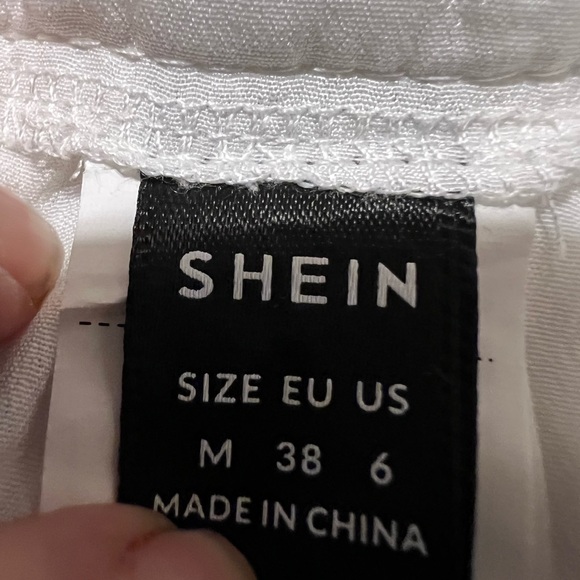 SHEIN
SIZE EU US
M 38 6
MADE IN CHINA